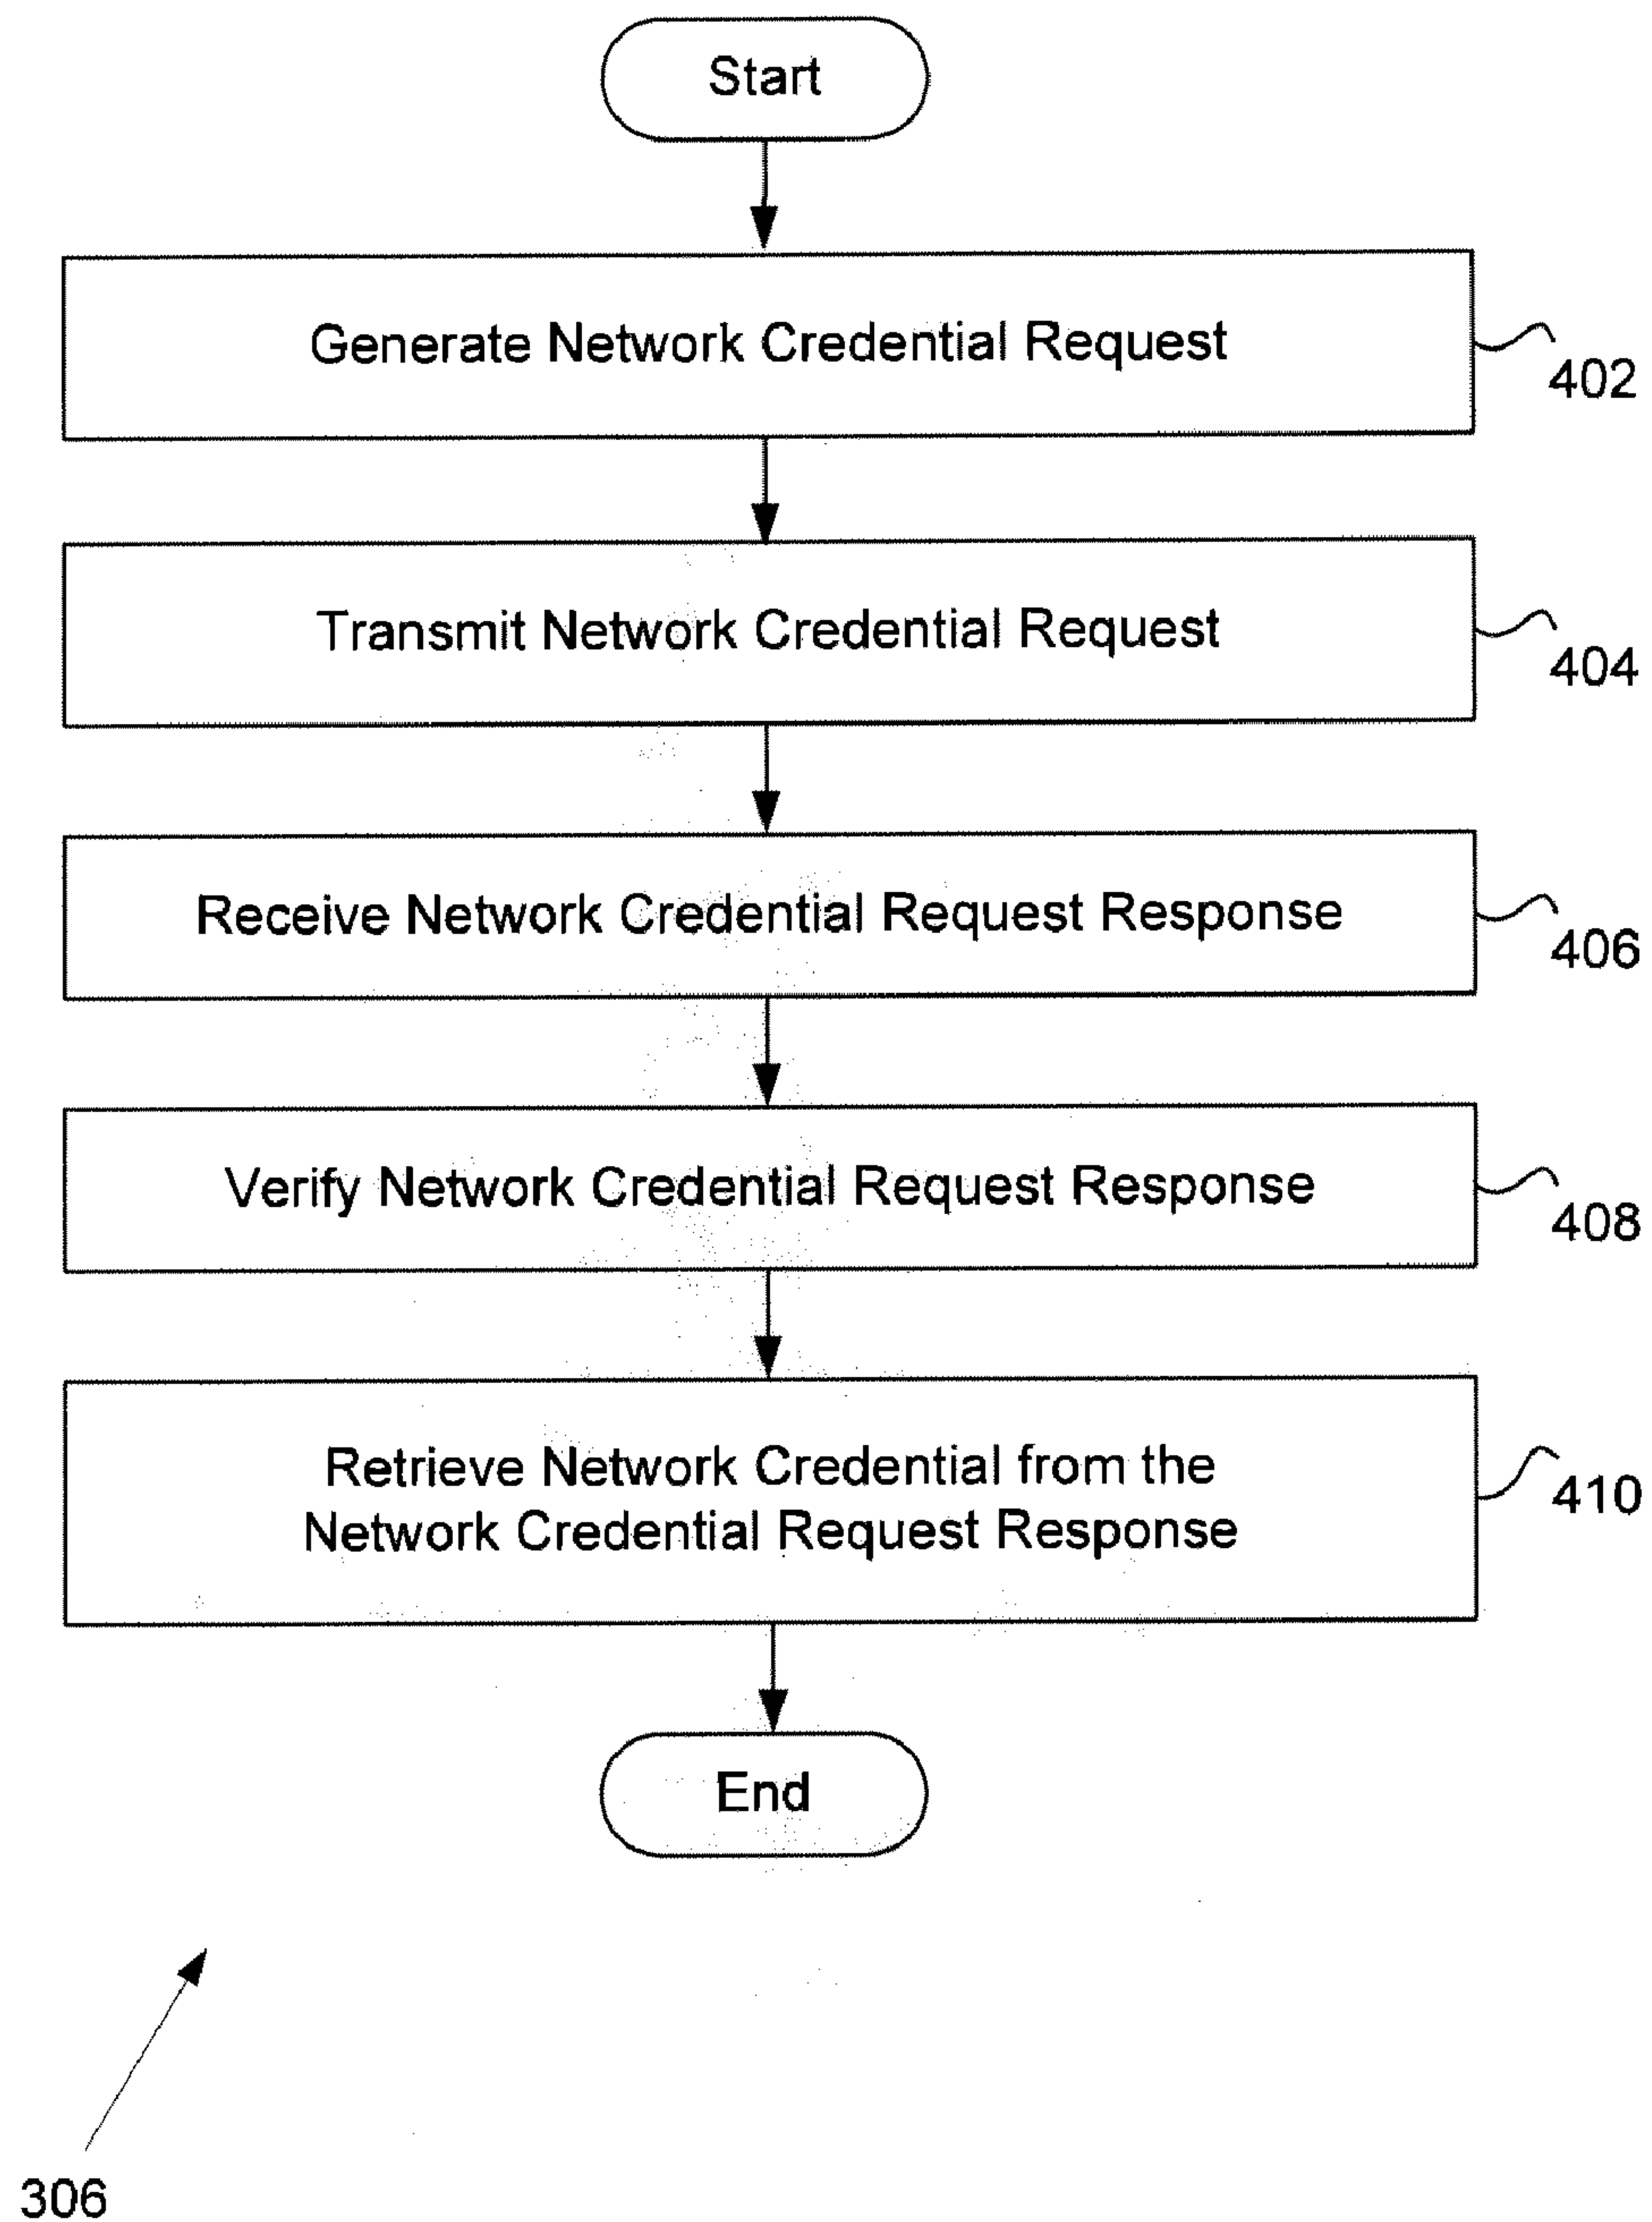 Start
Generate Network Credential Request
402
Transmit Network Credential Request
404
Receive Network Credential Request Response
406
Verify Network Credential Request Response
408
Retrieve Network Credential from the
Network Credential Request Response
410
End
306